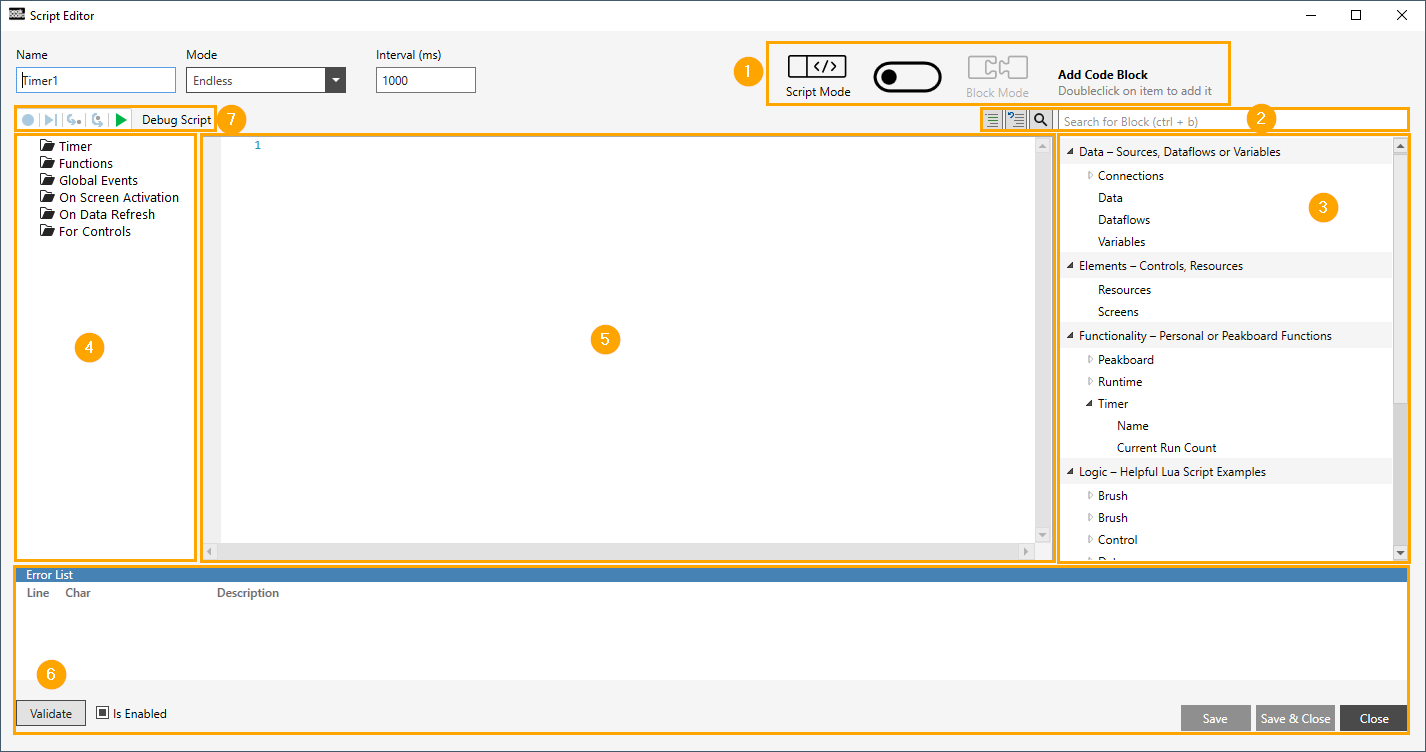 peak board Script Editor
Name Mode Interval (ms)
Timer1 Endless 1000
1 Script Mode </> Block Mode Add Code Block
Doubleclick on item to add it
Debug Script 7
Search for Block (ctrl + b) 2
Timer
Functions
Global Events
On Screen Activation
On Data Refresh
For Controls
4
1
5
Data – Sources, Dataflows or Variables
Connections
Data
3
Dataflows
Variables
Elements – Controls, Resources
Resources
Screens
Functionality – Personal or Peakboard Functions
Peakboard
Runtime
Timer
Name
Current Run Count
Logic – Helpful Lua Script Examples
Brush
Brush
Control
Error List
Line Char Description
6
Validate Is Enabled Save Save & Close Close